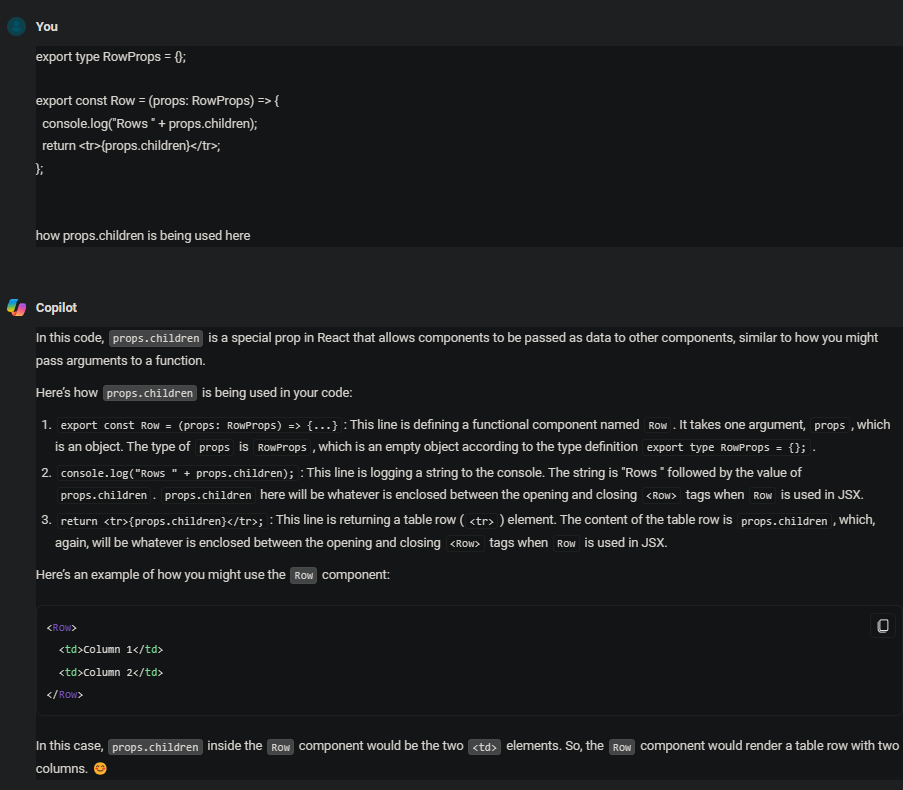 You
export type RowProps = {};
export const Row = (props: RowProps) => {
console.log("Rows " + props.children);
return <tr>{props.children}</tr>;
};
how props.children is being used here
Copilot
In this code, props.children is a special prop in React that allows components to be passed as data to other components, similar to how you might
pass arguments to a function.
Here's how props.children is being used in your code:
1. export const Row = (props: RowProps) => {...} : This line is defining a functional component named Row . It takes one argument, props , which
is an object. The type of props is RowProps , which is an empty object according to the type definition export type RowProps = {}; .
2. console.log("Rows " + props.children); : This line is logging a string to the console. The string is "Rows " followed by the value of
props.children . props.children here will be whatever is enclosed between the opening and closing <Row> tags when Row is used in JSX.
3. return <tr>{props.children}</tr>; : This line is returning a table row ( <tr> ) element. The content of the table row is props.children , which,
again, will be whatever is enclosed between the opening and closing <Row> tags when Row is used in JSX.
Here's an example of how you might use the Row component:
<Row>
<td>Column 1</td>
<td>Column 2</td>
</Row>
In this case, props.children inside the Row component would be the two <td> elements. So, the Row component would render a table row with two
columns. 😊